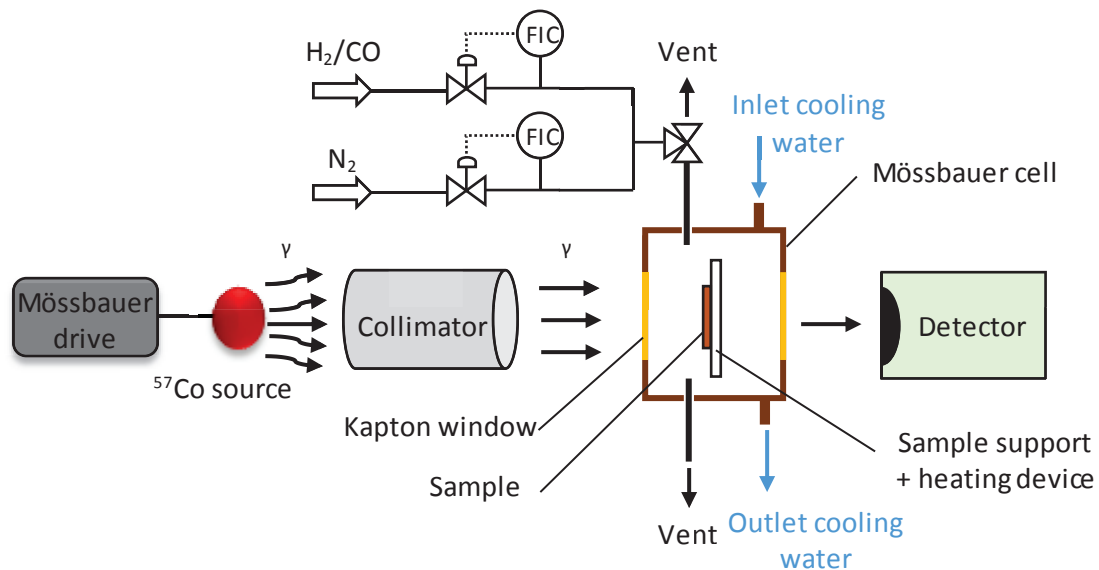 H₂/CO
FIC
Vent
Inlet cooling
water
N₂
FIC
Mössbauer cell
γ
γ
Mössbauer
drive
Collimator
Detector
⁵⁷Co source
Kapton window
Sample
Sample support
+ heating device
Vent
Outlet cooling
water